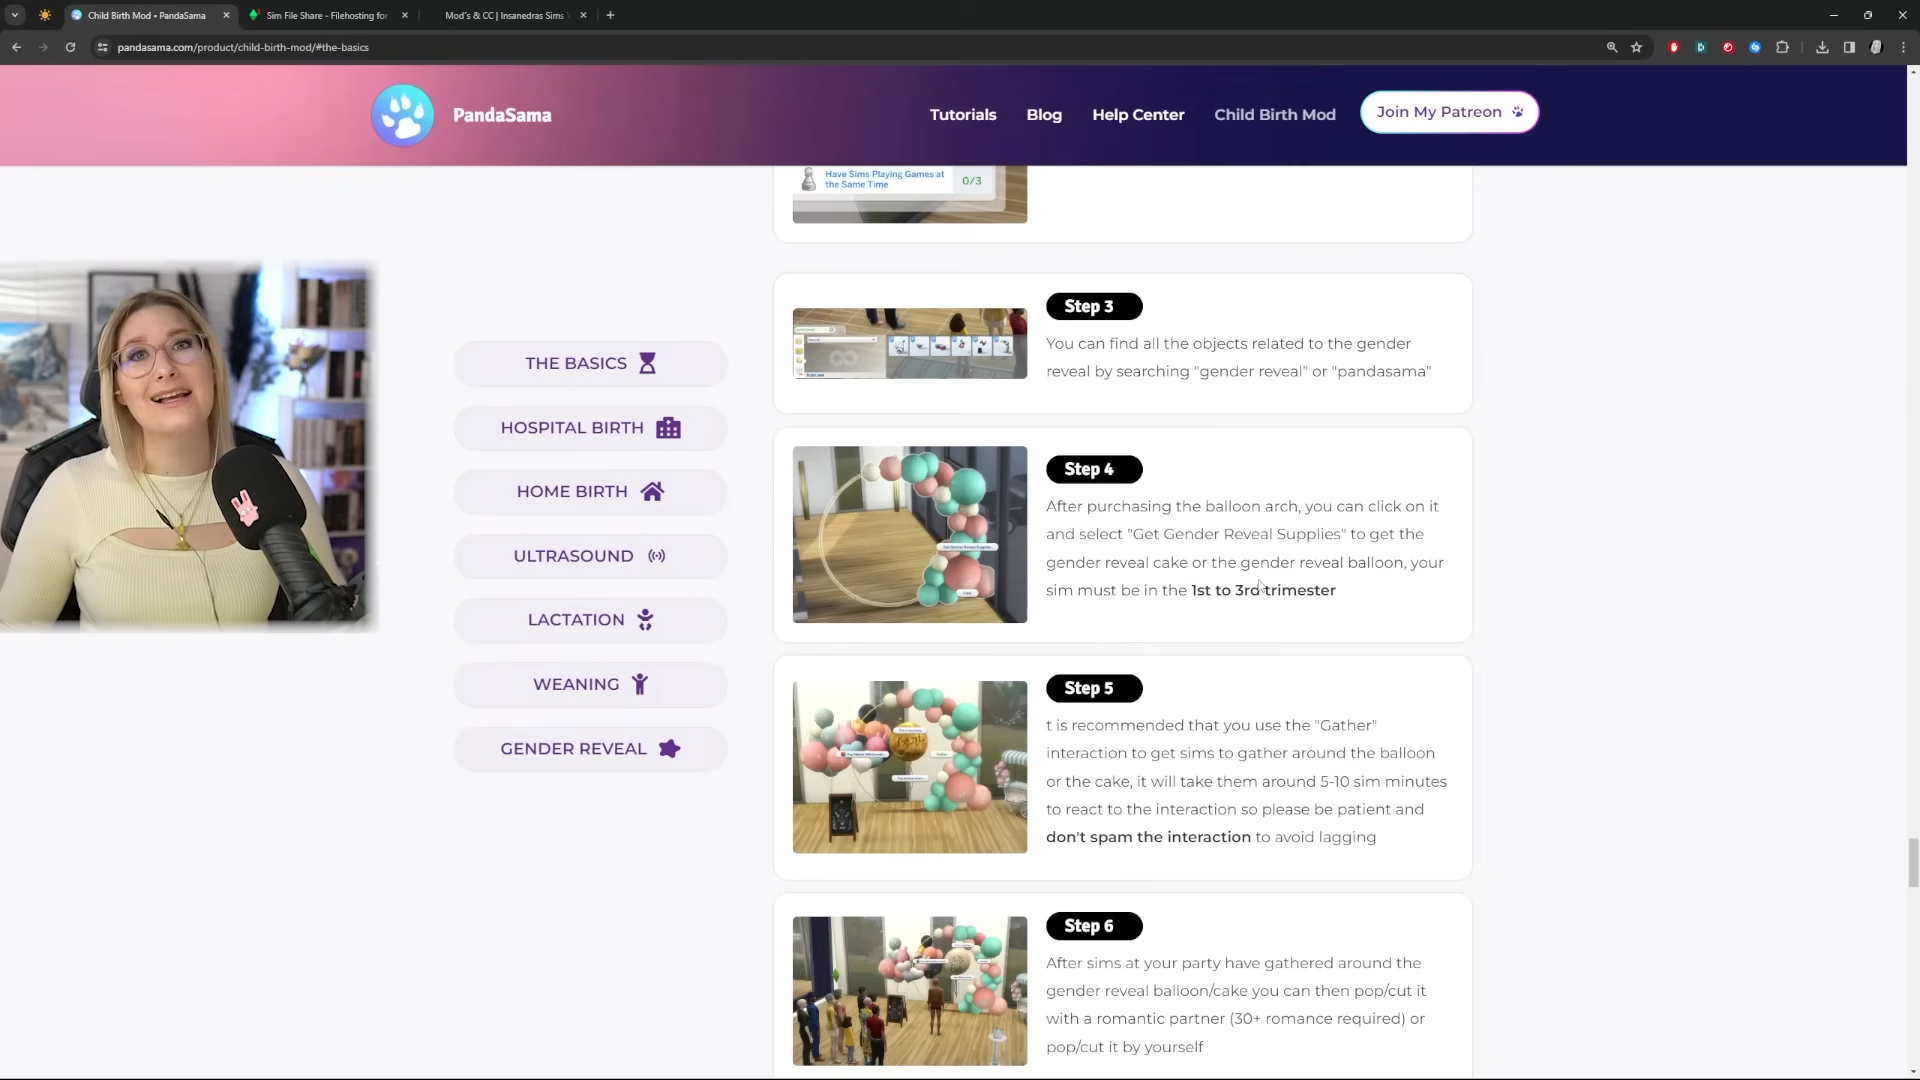 Child Birth Mod • PandaSama
Sim File Share - Filehosting for
Mod's & CC | Insanedras Sims
pandasama.com/product/child-birth-mod/#the-basics
PandaSama
Tutorials
Blog
Help Center
Child Birth Mod
Join My Patreon
Have Sims Playing Games at
the Same Time
0/3
THE BASICS
HOSPITAL BIRTH
HOME BIRTH
ULTRASOUND
LACTATION
WEANING
GENDER REVEAL
Step 3
You can find all the objects related to the gender
reveal by searching "gender reveal" or "pandasama"
Step 4
After purchasing the balloon arch, you can click on it
and select "Get Gender Reveal Supplies" to get the
gender reveal cake or the gender reveal balloon, your
sim must be in the 1st to 3rd trimester
Step 5
t is recommended that you use the "Gather"
interaction to get sims to gather around the balloon
or the cake, it will take them around 5-10 sim minutes
to react to the interaction so please be patient and
don't spam the interaction to avoid lagging
Step 6
After sims at your party have gathered around the
gender reveal balloon/cake you can then pop/cut it
with a romantic partner (30+ romance required) or
pop/cut it by yourself